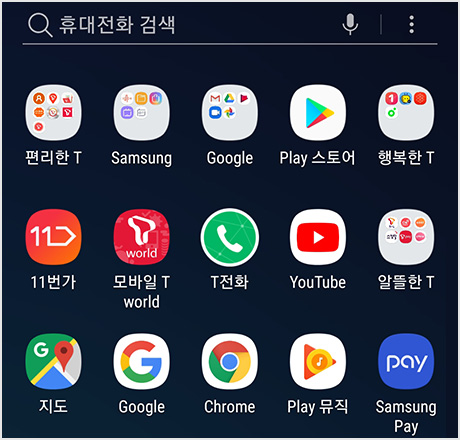 휴대전화 검색
편리한 T
Samsung
Google
Play 스토어
행복한 T
11
T
world
pay
11번가
모바일 T
world
T전화
YouTube
알뜰한 T
G
지도
Google
Chrome
Play 뮤직
Samsung
Pay